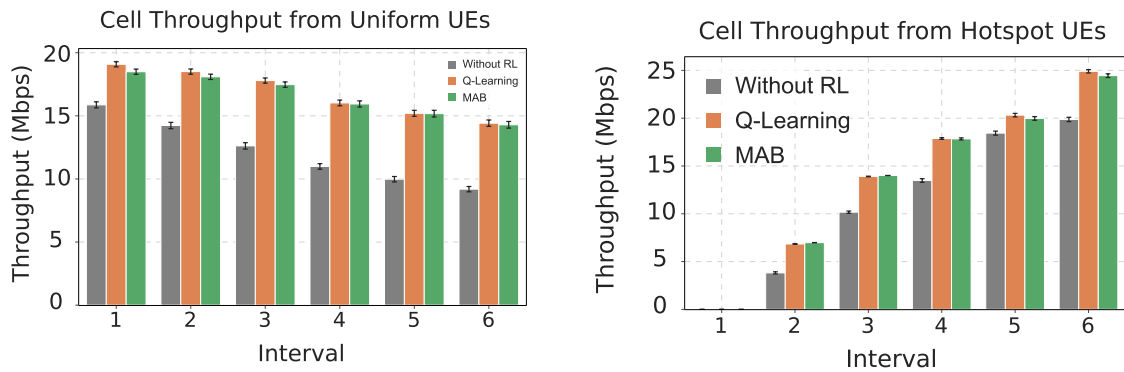 Cell Throughput from Uniform UEs
Throughput (Mbps)
20
15
10
5
0
Without RL
Q-Learning
MAB
1 2 3 4 5 6
Interval
Cell Throughput from Hotspot UEs
Throughput (Mbps)
25
20
15
10
5
0
Without RL
Q-Learning
MAB
1 2 3 4 5 6
Interval